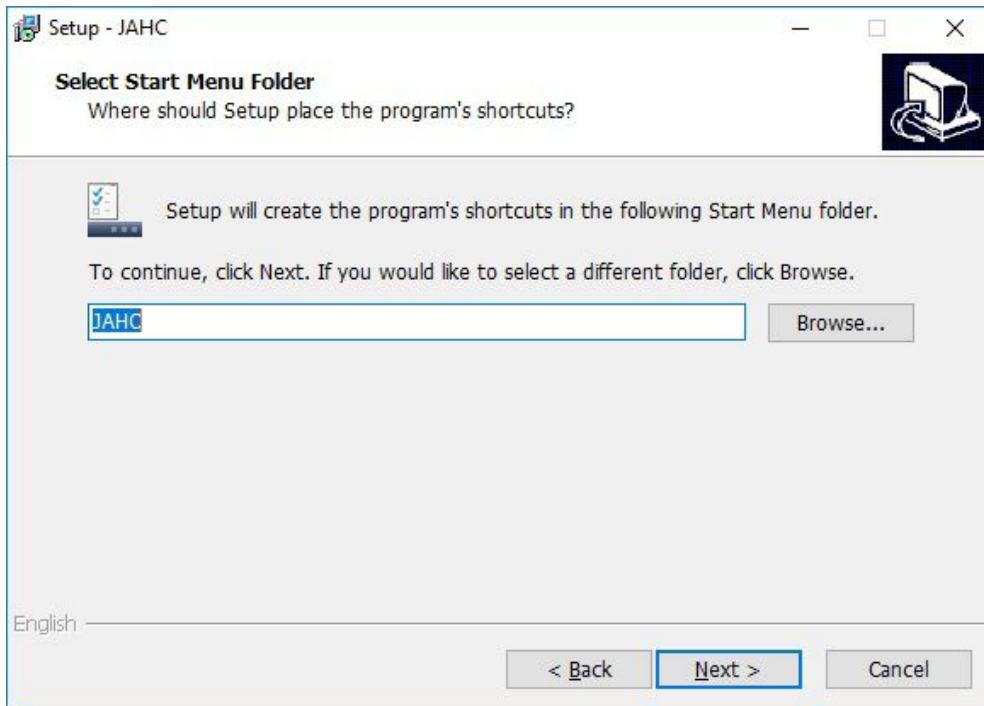 Setup - JAHC
Select Start Menu Folder
Where should Setup place the program's shortcuts?
Setup will create the program's shortcuts in the following Start Menu folder.
To continue, click Next. If you would like to select a different folder, click Browse.
JAHC
Browse...
English
< Back
Next >
Cancel